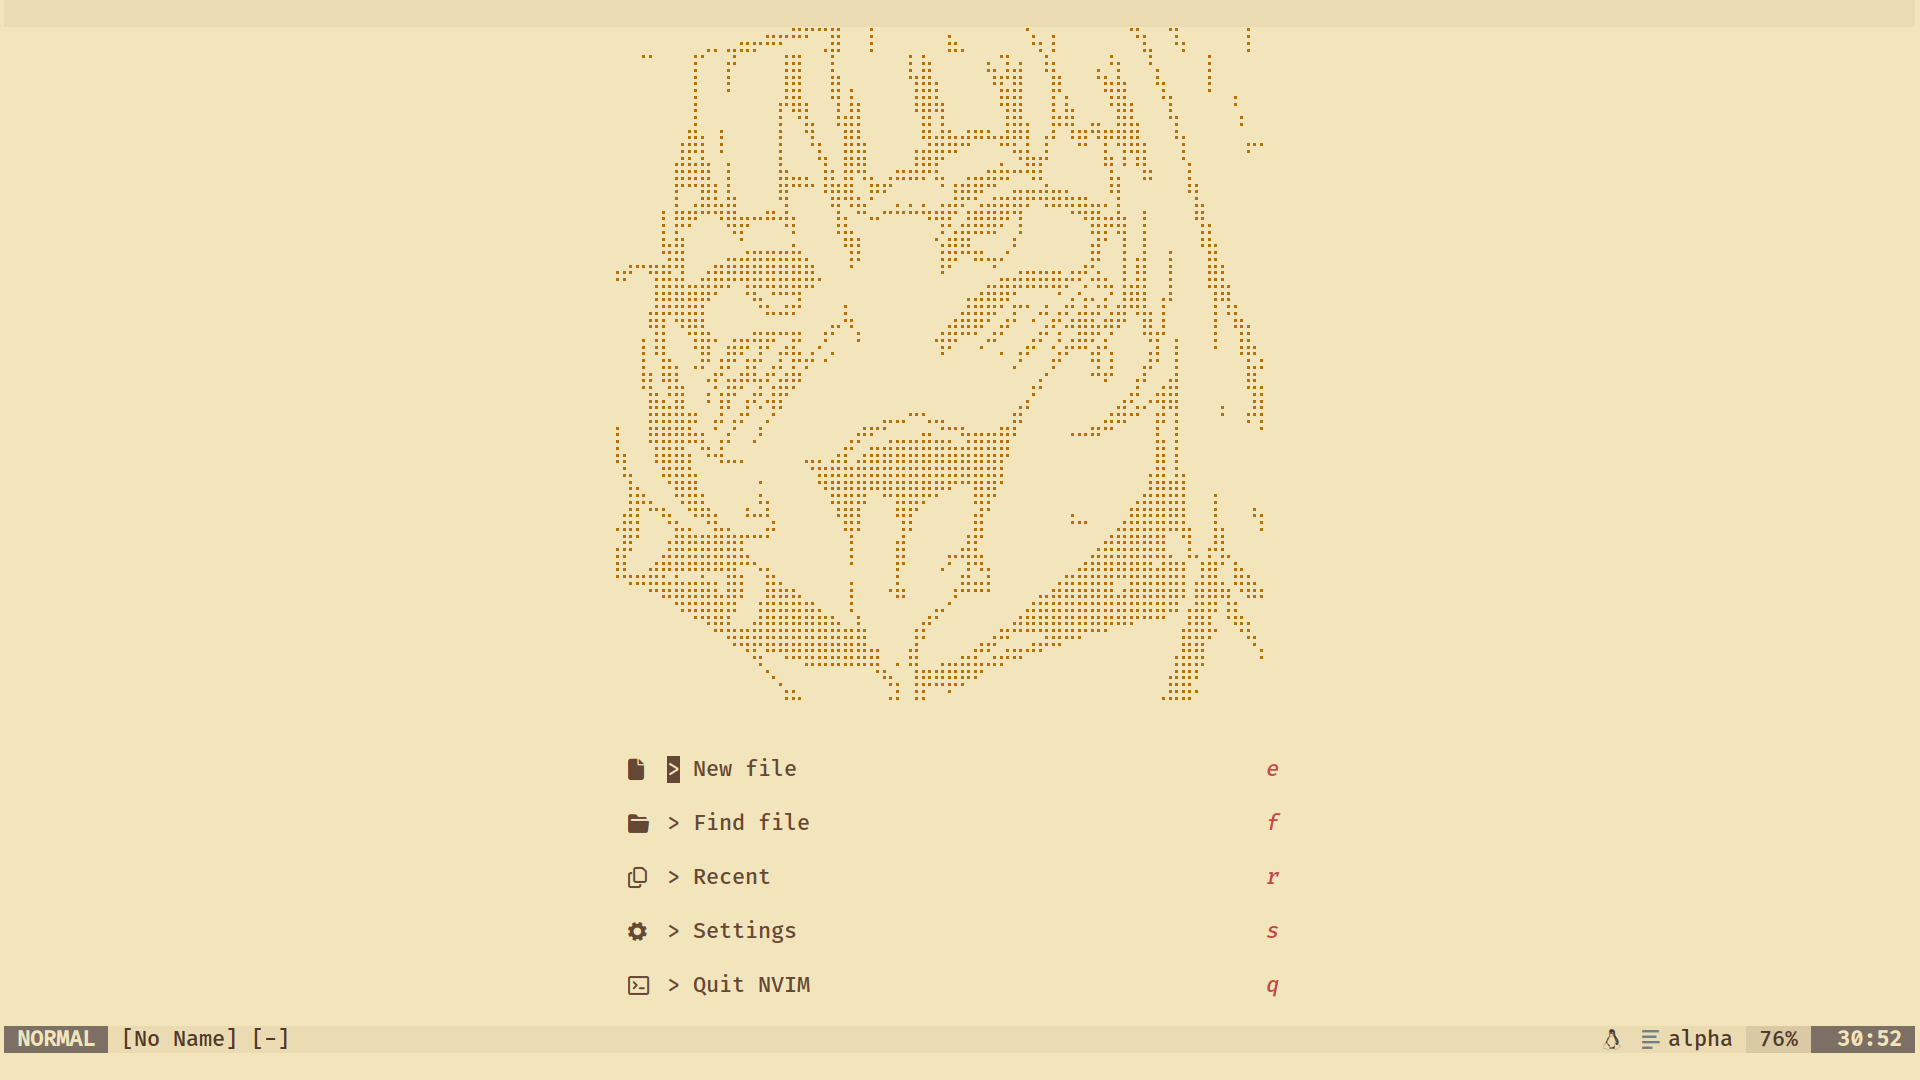 > New file e
> Find file f
> Recent r
> Settings s
> Quit NVIM q
NORMAL [No Name] [-] alpha 76% 30:52